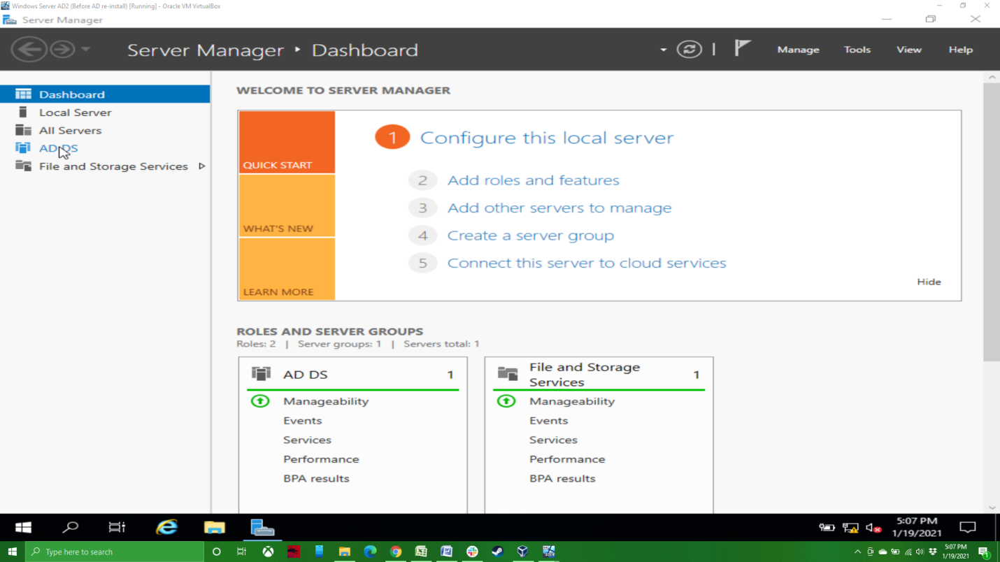 Windows Server AD2 (Before AD re-install) [Running] - Oracle VM VirtualBox
Server Manager
Server Manager ‣ Dashboard
Manage Tools View Help
Dashboard
Local Server
All Servers
AD DS
File and Storage Services
WELCOME TO SERVER MANAGER
QUICK START
WHAT'S NEW
LEARN MORE
1 Configure this local server
2 Add roles and features
3 Add other servers to manage
4 Create a server group
5 Connect this server to cloud services
Hide
ROLES AND SERVER GROUPS
Roles: 2 | Server groups: 1 | Servers total: 1
AD DS 1
Manageability
Events
Services
Performance
BPA results
File and Storage
Services 1
Manageability
Events
Services
Performance
BPA results
5:07 PM
1/19/2021
Type here to search
5:07 PM
1/19/2021